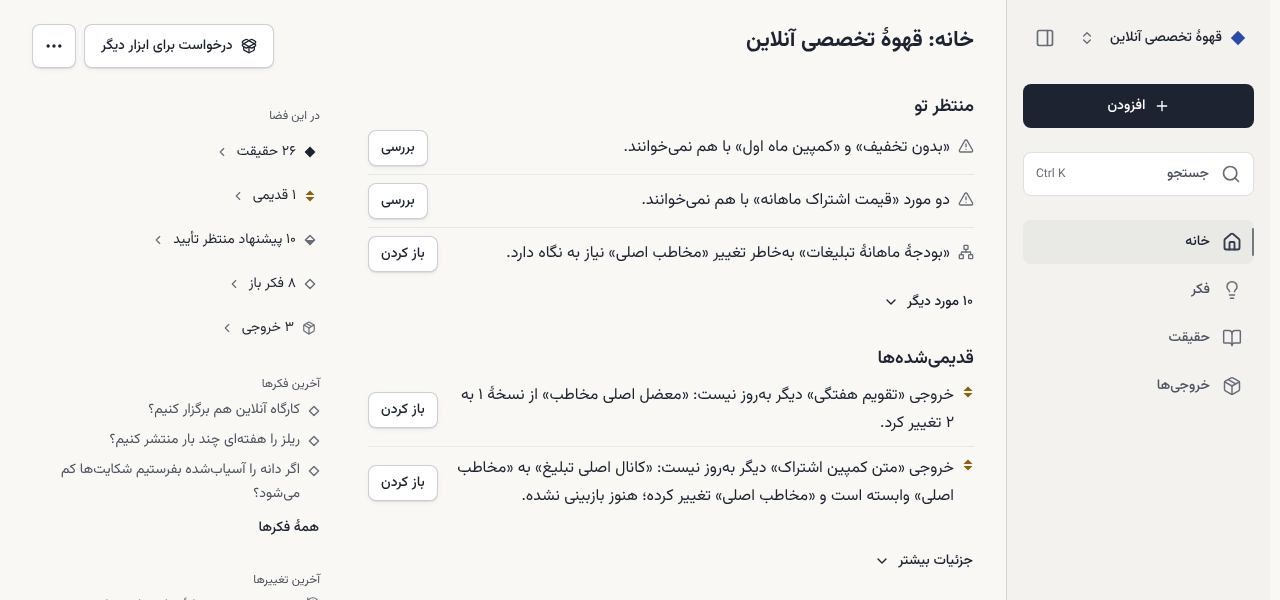 قهوهٔ تخصصی آنلاین
افزودن
جستجو
Ctrl K
خانه
فکر
حقیقت
خروجی‌ها
خانه: قهوهٔ تخصصی آنلاین
درخواست برای ابزار دیگر
منتظر تو
«بدون تخفیف» و «کمپین ماه اول» با هم نمی‌خوانند.
بررسی
دو مورد «قیمت اشتراک ماهانه» با هم نمی‌خوانند.
بررسی
«بودجهٔ ماهانهٔ تبلیغات» به‌خاطر تغییر «مخاطب اصلی» نیاز به نگاه دارد.
باز کردن
۱۰ مورد دیگر
قدیمی‌شده‌ها
خروجی «تقویم هفتگی» دیگر به‌روز نیست: «معضل اصلی مخاطب» از نسخهٔ ۱ به
۲ تغییر کرد.
باز کردن
خروجی «متن کمپین اشتراک» دیگر به‌روز نیست: «کانال اصلی تبلیغ» به «مخاطب
اصلی» وابسته است و «مخاطب اصلی» تغییر کرده؛ هنوز بازبینی نشده.
باز کردن
جزئیات بیشتر
در این فضا
۲۶ حقیقت
۱ قدیمی
۱۰ پیشنهاد منتظر تأیید
۸ فکر باز
۳ خروجی
آخرین فکرها
کارگاه آنلاین هم برگزار کنیم؟
ریلز را هفته‌ای چند بار منتشر کنیم؟
اگر دانه را آسیاب‌شده بفرستیم شکایت‌ها کم
می‌شود؟
همهٔ فکرها
آخرین تغییرها